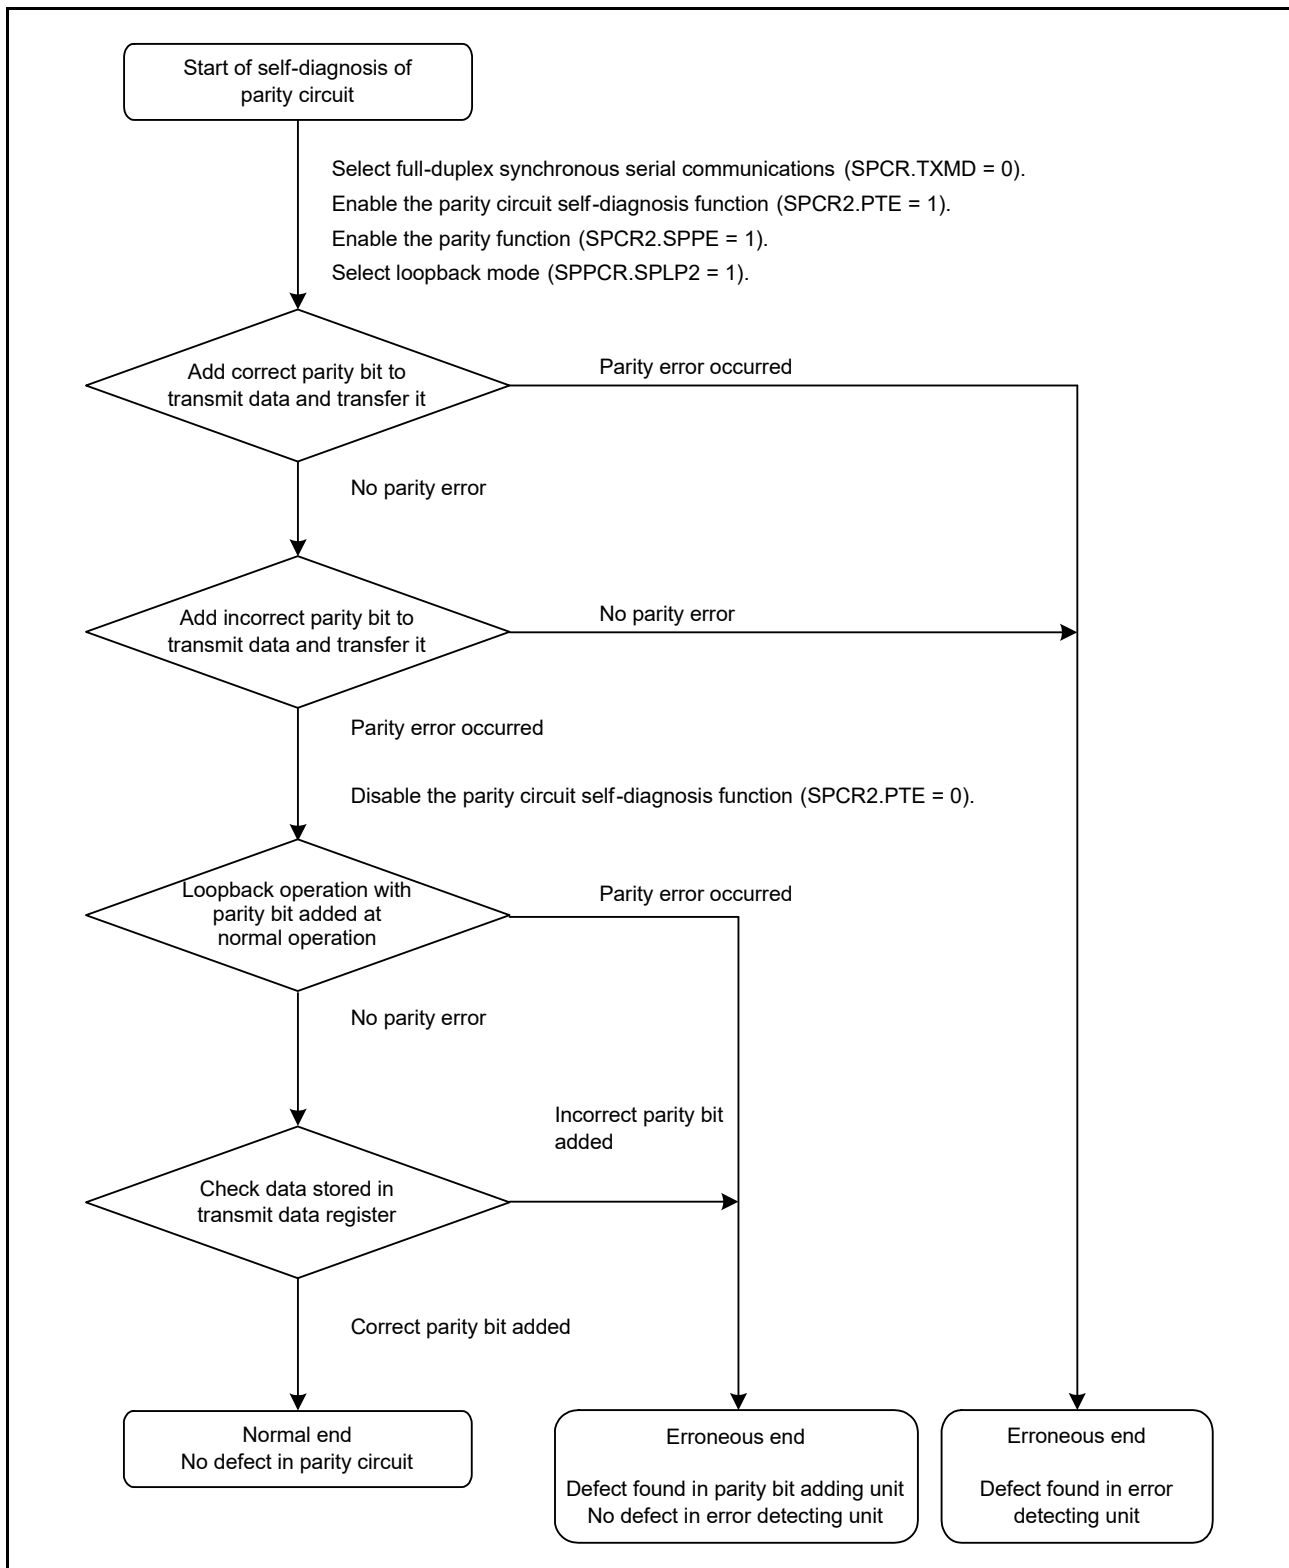 Start of self-diagnosis of
parity circuit
Select full-duplex synchronous serial communications (SPCR.TXMD = 0).
Enable the parity circuit self-diagnosis function (SPCR2.PTE = 1).
Enable the parity function (SPCR2.SPPE = 1).
Select loopback mode (SPPCR.SPLP2 = 1).
Add correct parity bit to
transmit data and transfer it
Parity error occurred
No parity error
Add incorrect parity bit to
transmit data and transfer it
No parity error
Parity error occurred
Disable the parity circuit self-diagnosis function (SPCR2.PTE = 0).
Loopback operation with
parity bit added at
normal operation
Parity error occurred
No parity error
Incorrect parity bit
added
Check data stored in
transmit data register
Correct parity bit added
Normal end
No defect in parity circuit
Erroneous end
Defect found in parity bit adding unit
No defect in error detecting unit
Erroneous end
Defect found in error
detecting unit